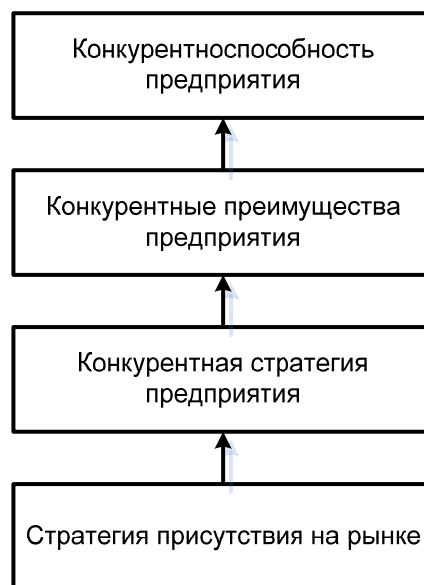 Конкурентноспособность
предприятия
Конкурентные преимущества
предприятия
Конкурентная стратегия
предприятия
Стратегия присутствия на рынке